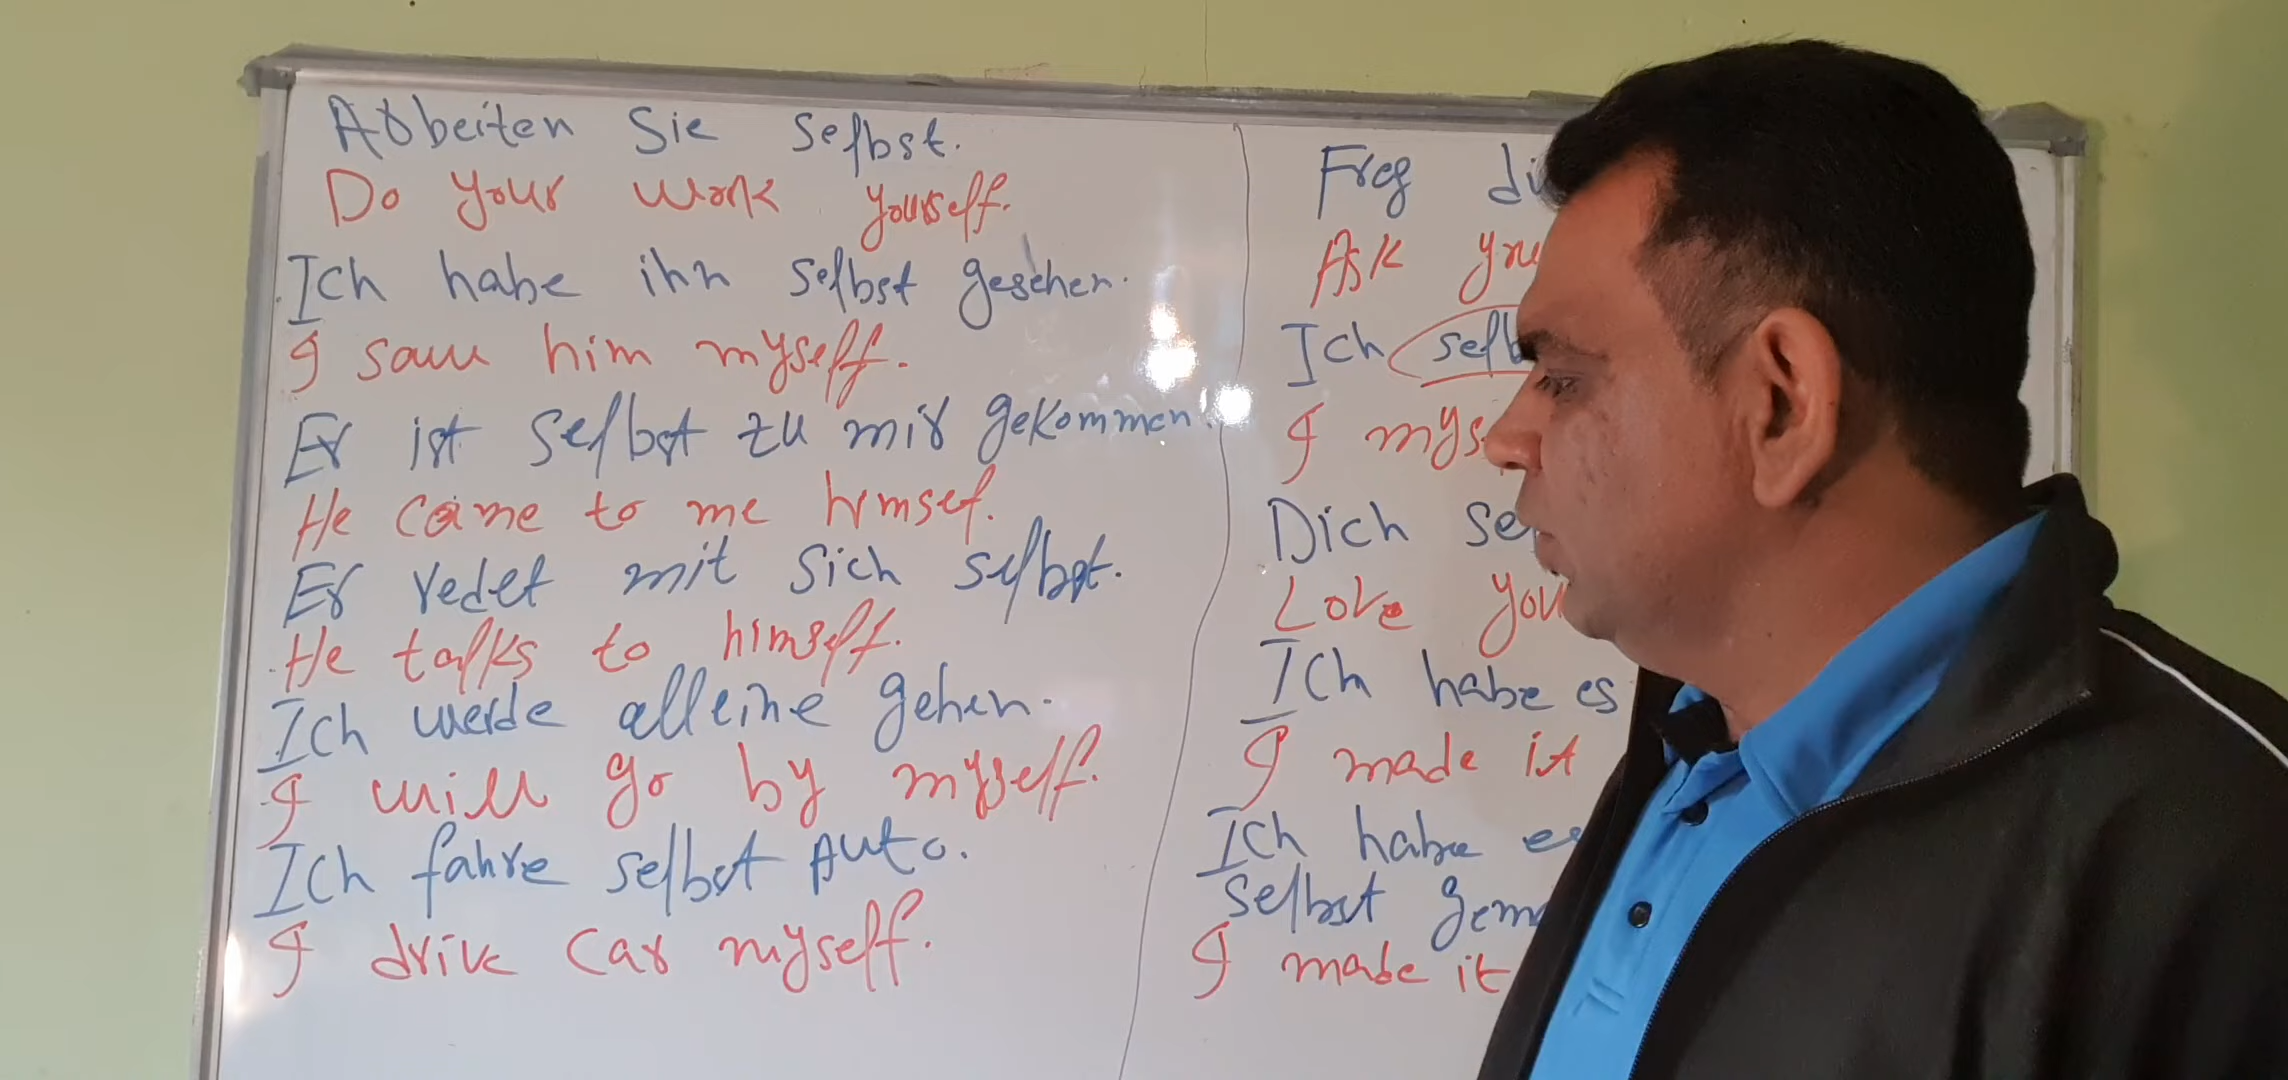 Arbeiten Sie selbst.
Do your work yourself.
Ich habe ihn selbst gesehen.
I saw him myself.
Er ist selbst zu mir gekommen.
He came to me himsef.
Er redet mit sich selbst.
He talks to himself.
Ich werde alleine gehen.
I will go by myself.
Ich fahre selbst Auto.
I drive Car myself.
Freg
Ask
Ich
I
Dich
Love
Ich habe es
I made it
Ich habe es
Selbst
I made it